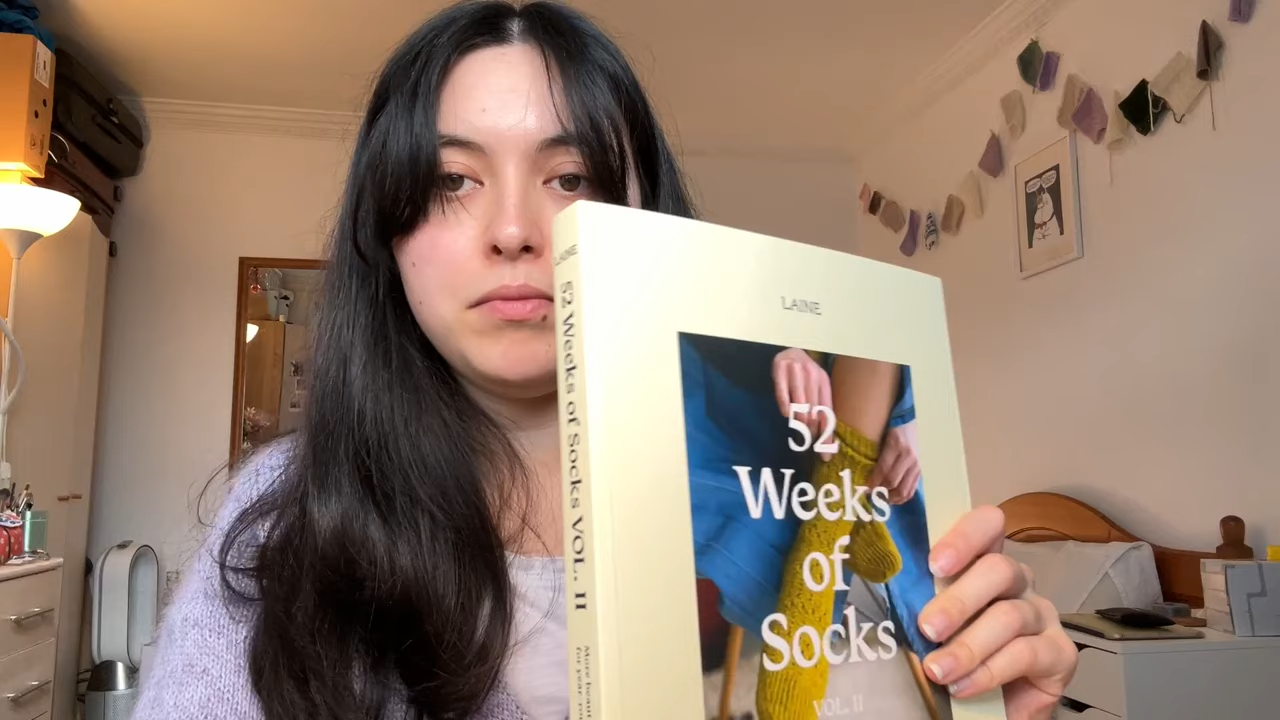 LAINE
52 Weeks of Socks VOL. II
LAINE
52
Weeks
of
Socks
VOL. II